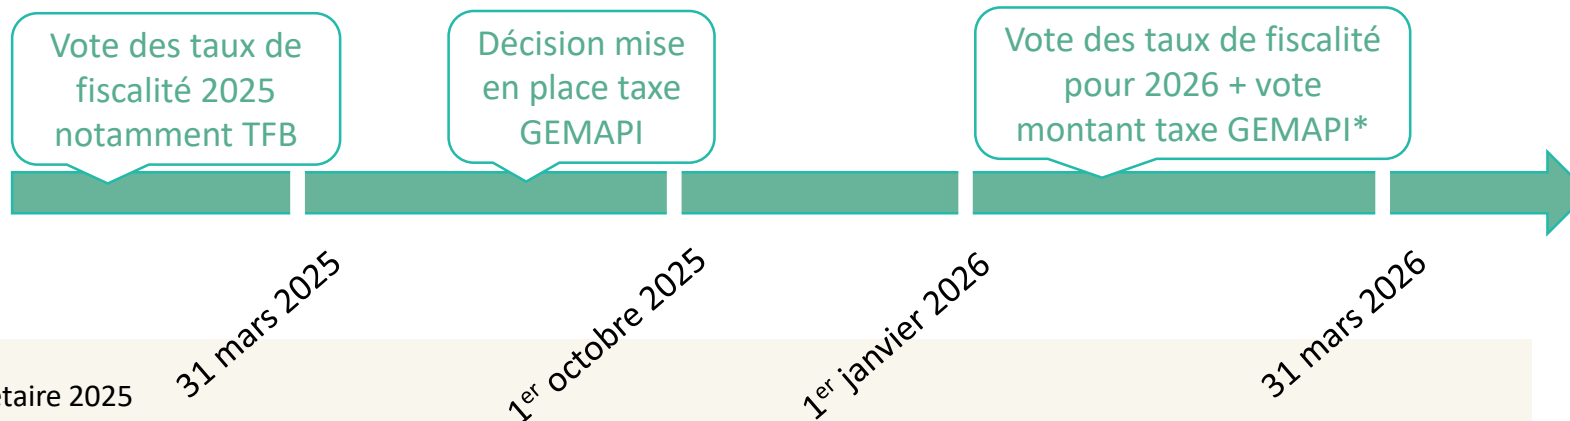 Vote des taux de
fiscalité 2025
notamment TFB
Décision mise
en place taxe
GEMAPI
Vote des taux de fiscalité
pour 2026 + vote
montant taxe GEMAPI*
31 mars 2025
1er octobre 2025
1er janvier 2026
31 mars 2026
2025